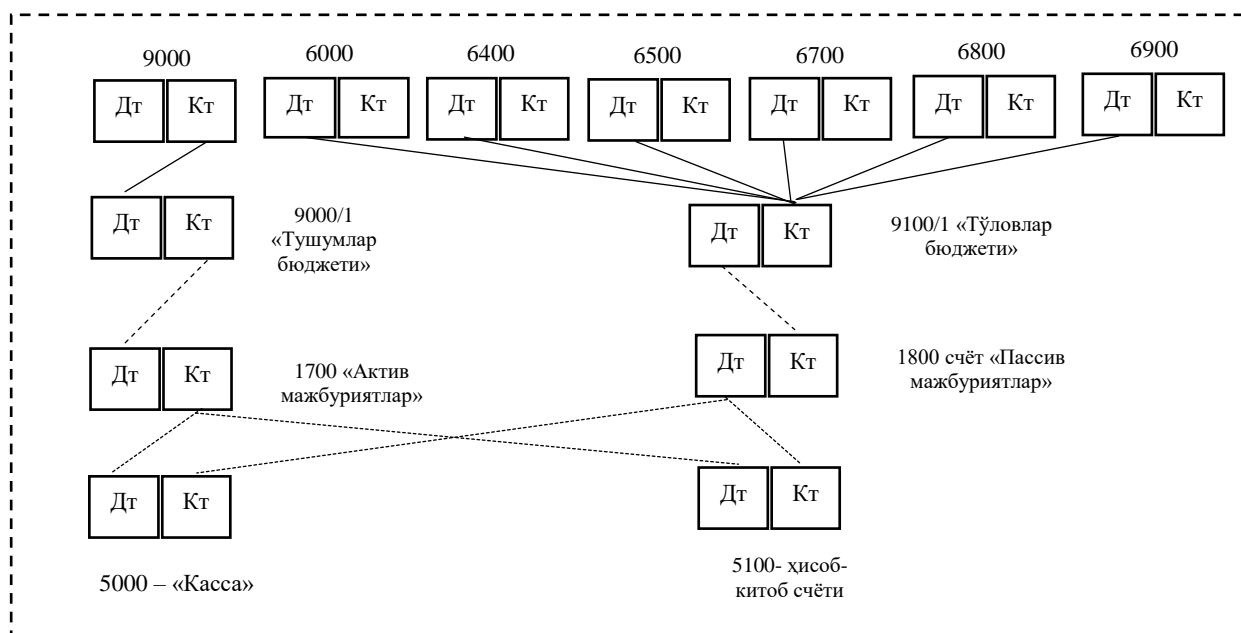 9000 6000 6400 6500 6700 6800 6900
Дт Кт Дт Кт Дт Кт Дт Кт Дт Кт Дт Кт Дт Кт
Дт Кт
9000/1
«Тушумлар
бюджети»
Дт Кт
9100/1 «Тўловлар
бюджети»
Дт Кт
1700 «Актив
мажбуриятлар»
Дт Кт
1800 счёт «Пассив
мажбуриятлар»
Дт Кт
Дт Кт
5000 – «Касса»
5100- ҳисоб-
китоб счёти